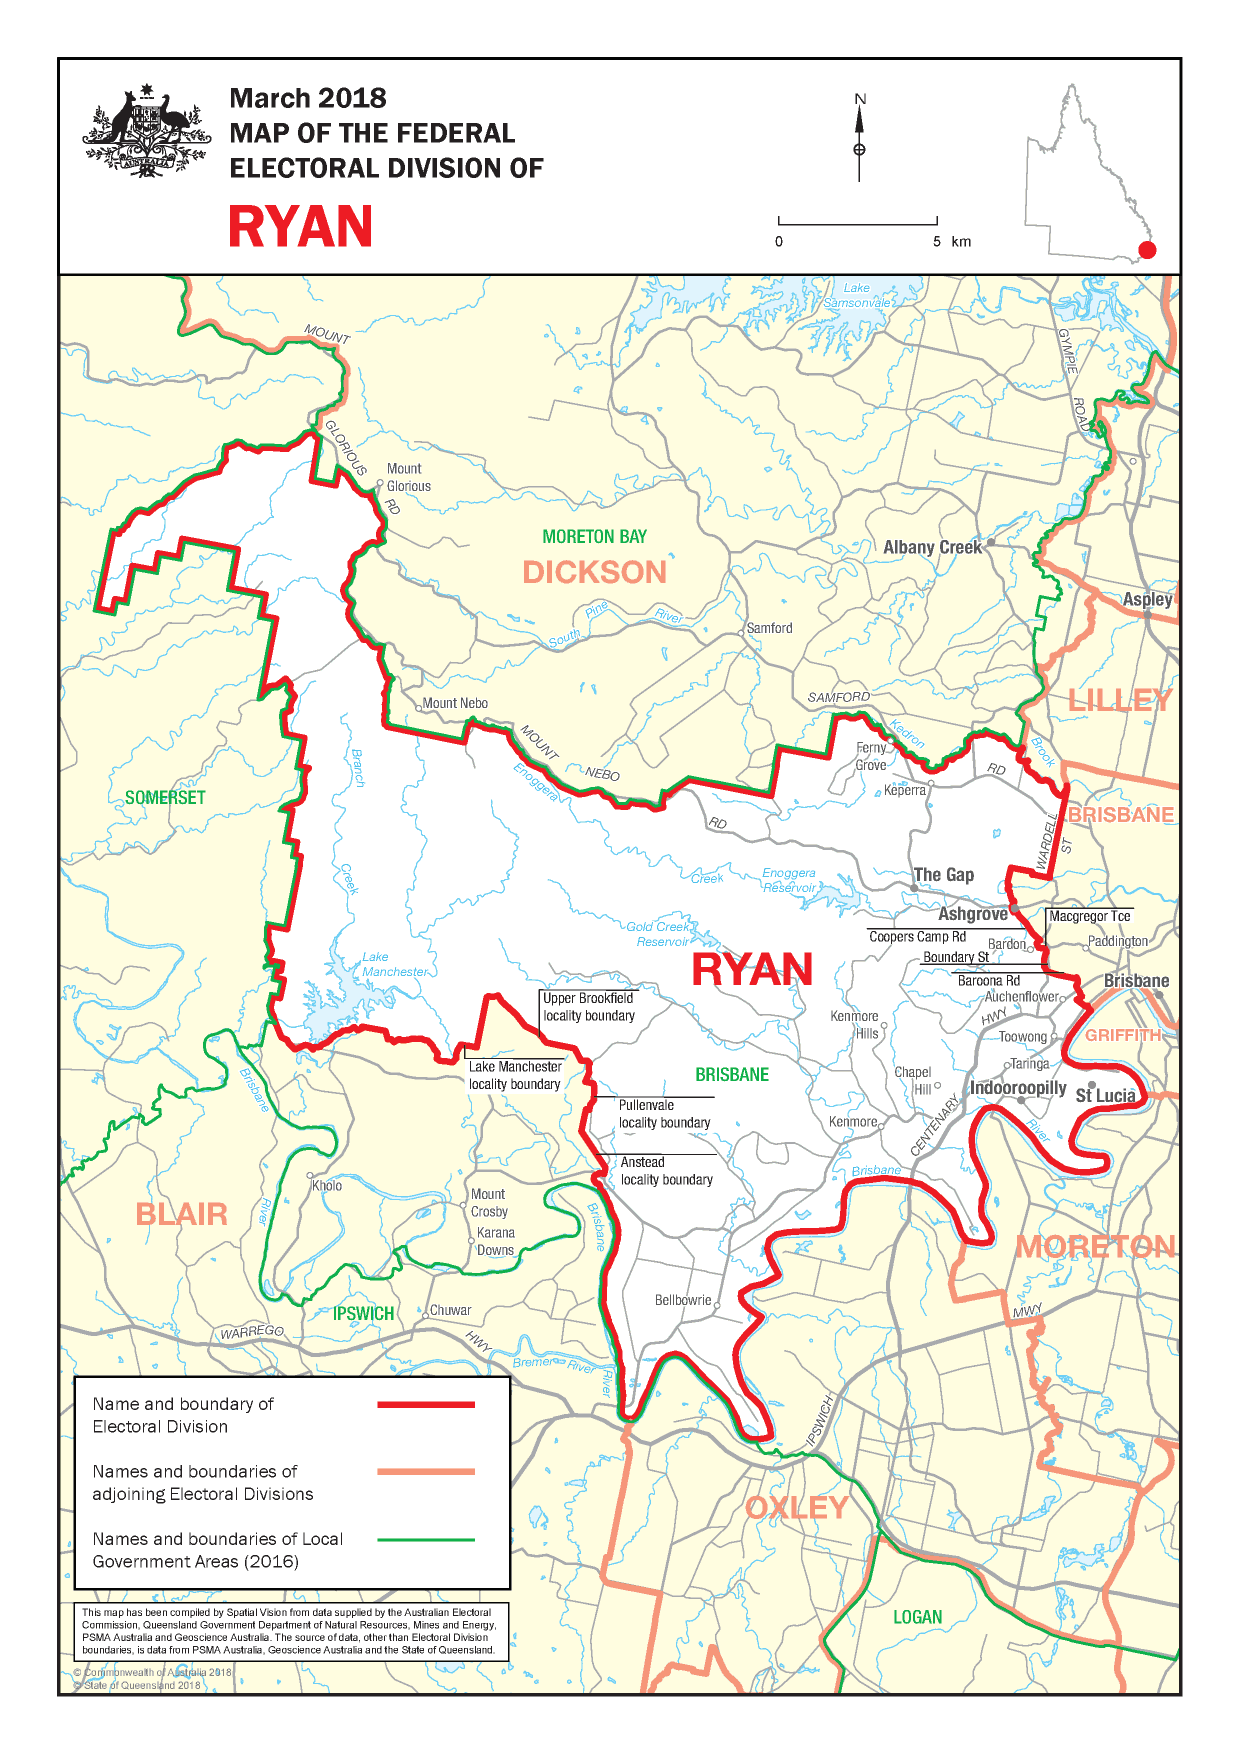 March 2018
MAP OF THE FEDERAL
ELECTORAL DIVISION OF
RYAN
AUSTRALIA
N
0 5 km
Lake
Samsonvale
MOUNT
GYMPIE
ROAD
GLORIOUS
RD
Mount
Glorious
MORETON BAY
DICKSON
Albany Creek
Aspley
South Pine River
Samford
LILLEY
SAMFORD
Mount Nebo
MOUNT
NEBO
RD
Enoggera
Kedron
Brook
Ferny
Grove
RD
Keperra
Branch
Creek
SOMERSET
BRISBANE
WARDELL
ST
The Gap
Creek
Enoggera
Reservoir
Ashgrove
Macgregor Tce
Gold Creek
Reservoir
Coopers Camp Rd
Bardon
Paddington
Boundary St
Lake
Manchester
RYAN
Baroona Rd
Brisbane
Auchenflower
Upper Brookfield
locality boundary
Kenmore
Hills
HWY
Toowong
GRIFFITH
Lake Manchester
locality boundary
BRISBANE
Chapel
Hill
Taringa
Indooroopilly
St Lucia
Brisbane
River
Pullenvale
locality boundary
Kenmore
CENTENARY
River
Anstead
locality boundary
Brisbane
Kholo
BLAIR
Mount
Crosby
Karana
Downs
Brisbane
River
MORETON
Bellbowrie
IPSWICH
Chuwar
MWY
WARREGO
HWY
Bremer River
IPSWICH
OXLEY
LOGAN
Name and boundary of
Electoral Division
Names and boundaries of
adjoining Electoral Divisions
Names and boundaries of Local
Government Areas (2016)
This map has been compiled by Spatial Vision from data supplied by the Australian Electoral
Commission, Queensland Government Department of Natural Resources, Mines and Energy,
PSMA Australia and Geoscience Australia. The source of data, other than Electoral Division
boundaries, is data from PSMA Australia, Geoscience Australia and the State of Queensland.
© Commonwealth of Australia 2018
© State of Queensland 2018